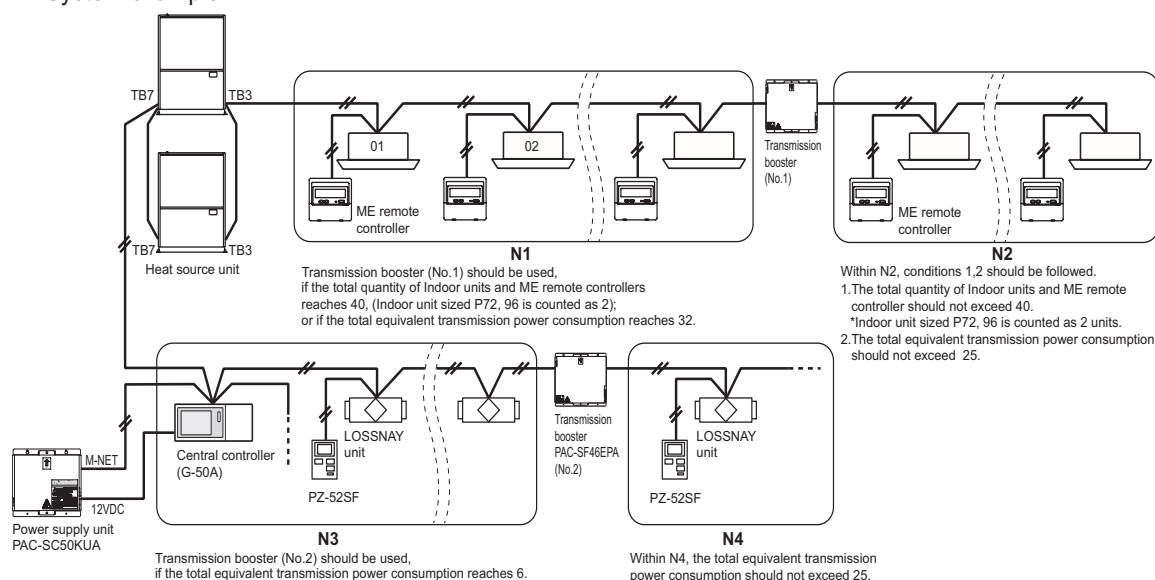 TB7
TB3
TB7
TB3
Heat source unit
01
02
ME remote
controller
N1
Transmission booster (No.1) should be used,
if the total quantity of Indoor units and ME remote controllers
reaches 40, (Indoor unit sized P72, 96 is counted as 2);
or if the total equivalent transmission power consumption reaches 32.
Transmission
booster
(No.1)
ME remote
controller
N2
Within N2, conditions 1,2 should be followed.
1.The total quantity of Indoor units and ME remote
controller should not exceed 40.
*Indoor unit sized P72, 96 is counted as 2 units.
2.The total equivalent transmission power consumption
should not exceed 25.
M-NET
12VDC
Power supply unit
PAC-SC50KUA
Central controller
(G-50A)
LOSSNAY
unit
PZ-52SF
N3
Transmission booster (No.2) should be used,
if the total equivalent transmission power consumption reaches 6.
Transmission
booster
PAC-SF46EPA
(No.2)
LOSSNAY
unit
PZ-52SF
N4
Within N4, the total equivalent transmission
power consumption should not exceed 25.